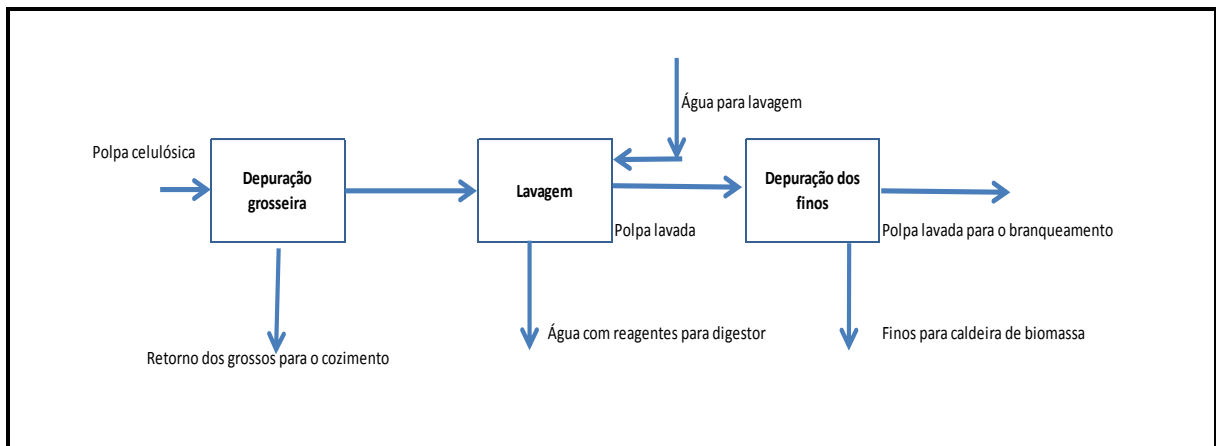 Água para lavagem
Polpa celulósica
Depuração
grosseira
Lavagem
Depuração dos
finos
Polpa lavada
Polpa lavada para o branqueamento
Retorno dos grossos para o cozimento
Água com reagentes para digestor
Finos para caldeira de biomassa